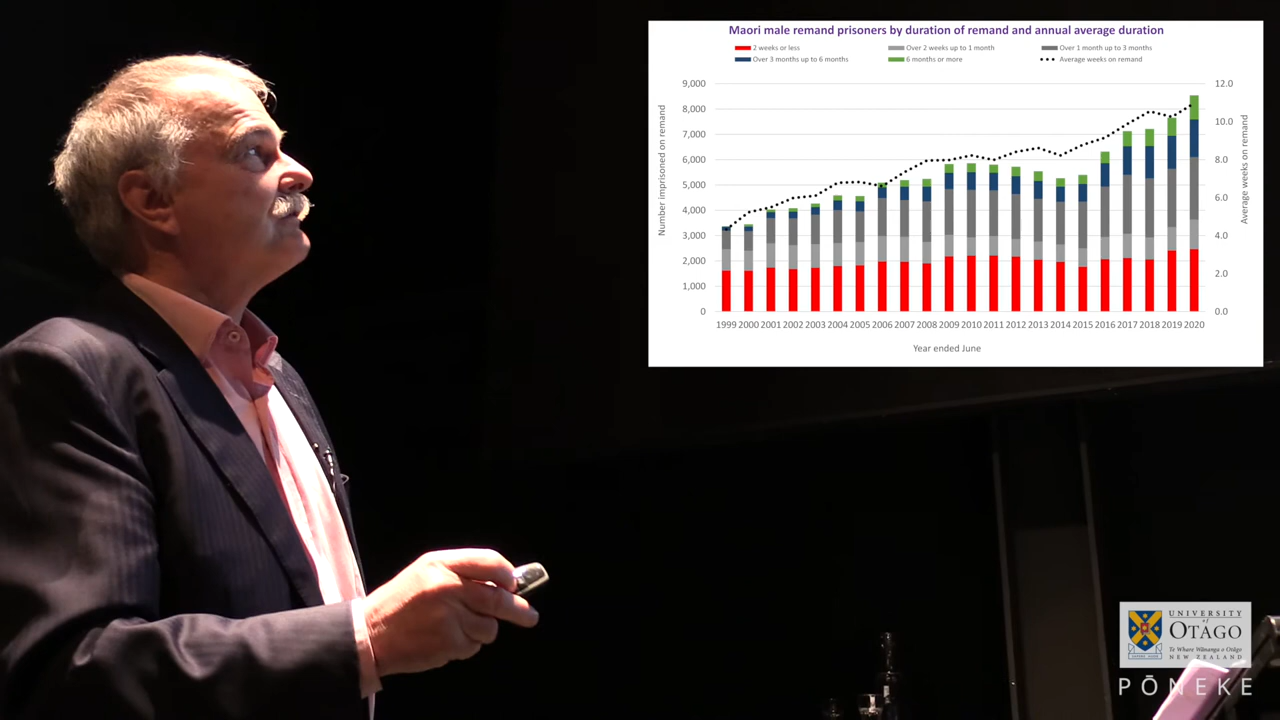 Maori male remand prisoners by duration of remand and annual average duration
2 weeks or less
Over 2 weeks up to 1 month
Over 1 month up to 3 months
Over 3 months up to 6 months
6 months or more
Average weeks on remand
Number imprisoned on remand
9,000
8,000
7,000
6,000
5,000
4,000
3,000
2,000
1,000
0
12.0
10.0
8.0
6.0
4.0
2.0
0.0
Average weeks on remand
1999 2000 2001 2002 2003 2004 2005 2006 2007 2008 2009 2010 2011 2012 2013 2014 2015 2016 2017 2018 2019 2020
Year ended June
UNIVERSITY
of
OTAGO
Te Whare Wānanga o Otāgo
NEW ZEALAND
PŌNEKE